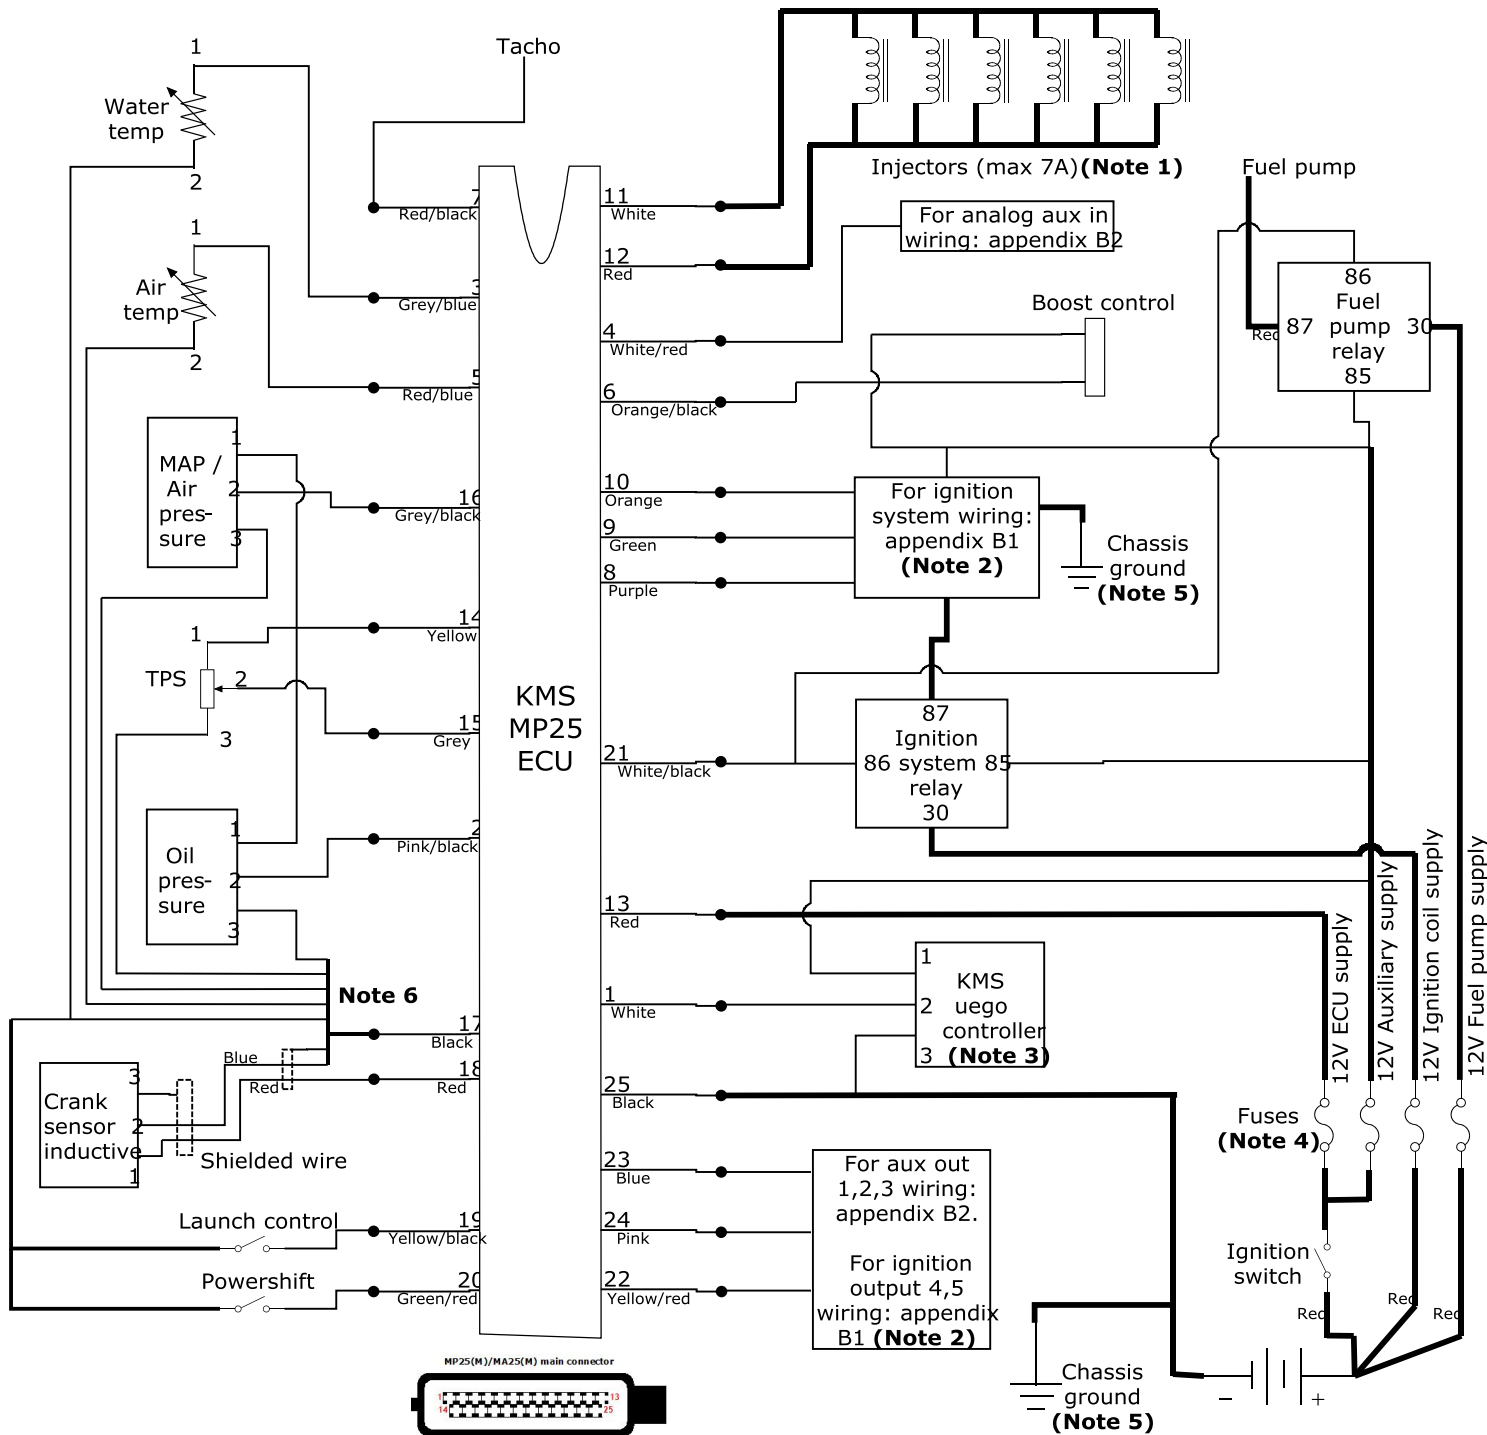 Tacho
1
Water
temp
2
1
Air
temp
2
Injectors (max 7A)(Note 1)
Fuel pump
For analog aux in
wiring: appendix B2
Boost control
86
Fuel
87 pump 30
relay
85
Red
7
Red/black
3
Grey/blue
5
Red/blue
16
Grey/black
14
Yellow
15
Grey
2
Pink/black
17
Black
18
Red
19
Yellow/black
20
Green/red
KMS
MP25
ECU
11
White
12
Red
4
White/red
6
Orange/black
10
Orange
9
Green
8
Purple
21
White/black
13
Red
1
White
25
Black
23
Blue
24
Pink
22
Yellow/red
1
MAP /
Air 2
pres-
sure 3
1
TPS 2
3
1
Oil
pres- 2
sure
3
Note 6
Blue
Red
3
Crank
sensor 2
inductive
1
Shielded wire
Launch control
Powershift
For ignition
system wiring:
appendix B1
(Note 2)
Chassis
ground
(Note 5)
87
Ignition
86 system 85
relay
30
1
KMS
2 uego
controller
3 (Note 3)
For aux out
1,2,3 wiring:
appendix B2.
For ignition
output 4,5
wiring: appendix
B1 (Note 2)
12V ECU supply
12V Auxiliary supply
12V Ignition coil supply
12V Fuel pump supply
Fuses
(Note 4)
Ignition
switch
Red
Red
Red
Chassis
ground
(Note 5)
− +
MP25(M)/MA25(M) main connector
1 13
14 25